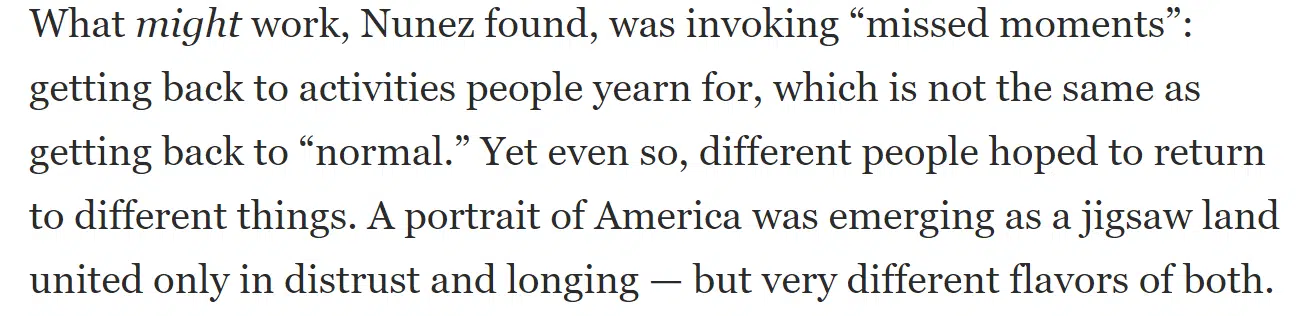 What might work, Nunez found, was invoking “missed moments”:
getting back to activities people yearn for, which is not the same as
getting back to “normal.” Yet even so, different people hoped to return
to different things. A portrait of America was emerging as a jigsaw land
united only in distrust and longing — but very different flavors of both.